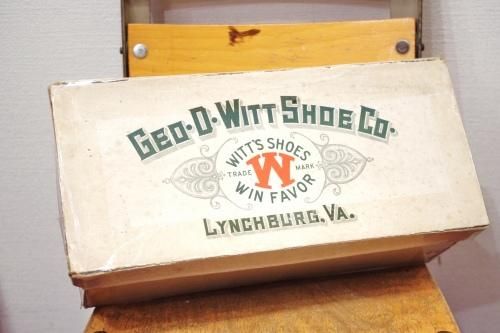 GEO·D·WITT SHOE CO.
WITT'S SHOES
TRADE W MARK
WIN FAVOR
LYNCHBURG, VA.